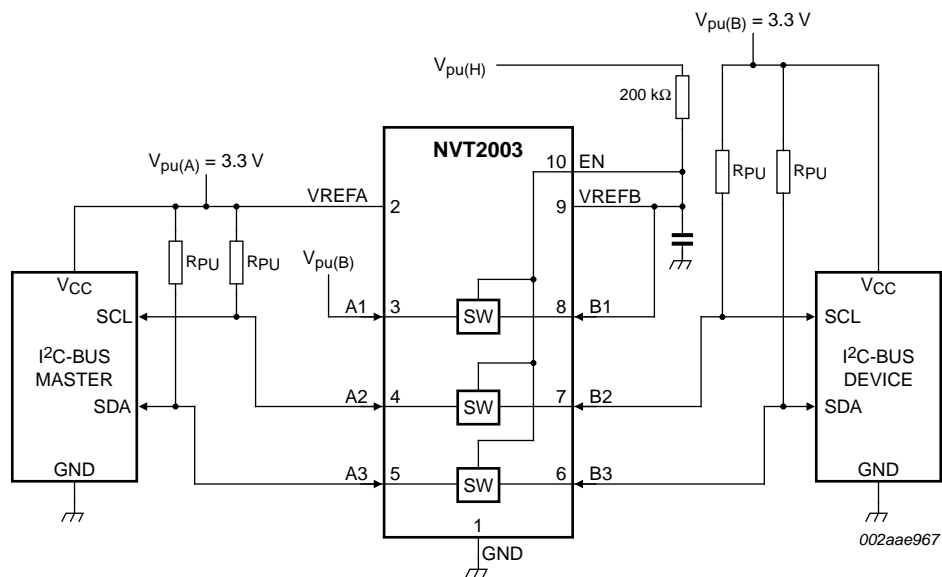 Vpu(B) = 3.3 V
Vpu(H)
200 kΩ
NVT2003
10 EN
Vpu(A) = 3.3 V
VREFA 2
9 VREFB
RPU RPU
RPU RPU
Vpu(B)
VCC
VCC
SCL
A1 3 SW 8 B1
SCL
I2C-BUS
MASTER
I2C-BUS
DEVICE
SDA
A2 4 SW 7 B2
SDA
GND
A3 5 SW 6 B3
GND
1
GND
002aae967